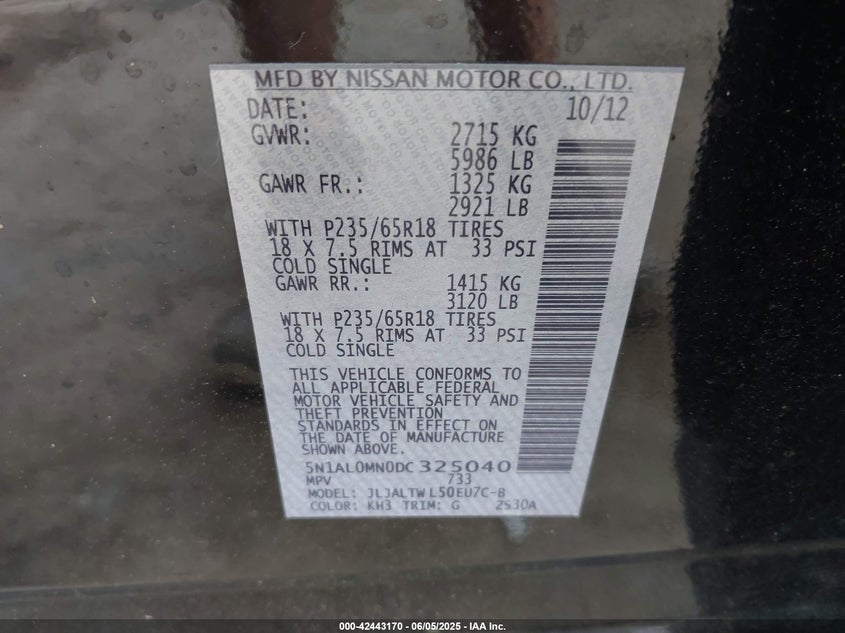 MFD BY NISSAN MOTOR CO., LTD.
DATE: 10/12
GVWR: 2715 KG
5986 LB
GAWR FR.: 1325 KG
2921 LB
WITH P235/65R18 TIRES
18 X 7.5 RIMS AT 33 PSI
COLD SINGLE
GAWR RR.: 1415 KG
3120 LB
WITH P235/65R18 TIRES
18 X 7.5 RIMS AT 33 PSI
COLD SINGLE
THIS VEHICLE CONFORMS TO
ALL APPLICABLE FEDERAL
MOTOR VEHICLE SAFETY AND
THEFT PREVENTION
STANDARDS IN EFFECT ON
THE DATE OF MANUFACTURE
SHOWN ABOVE.
5N1AL0MN0DC 325040
MPV 733
MODEL: JLJALTW L50EU7C-B
COLOR: KH3 TRIM: G 2S30A
000-42443170 - 06/05/2025 - IAA Inc.